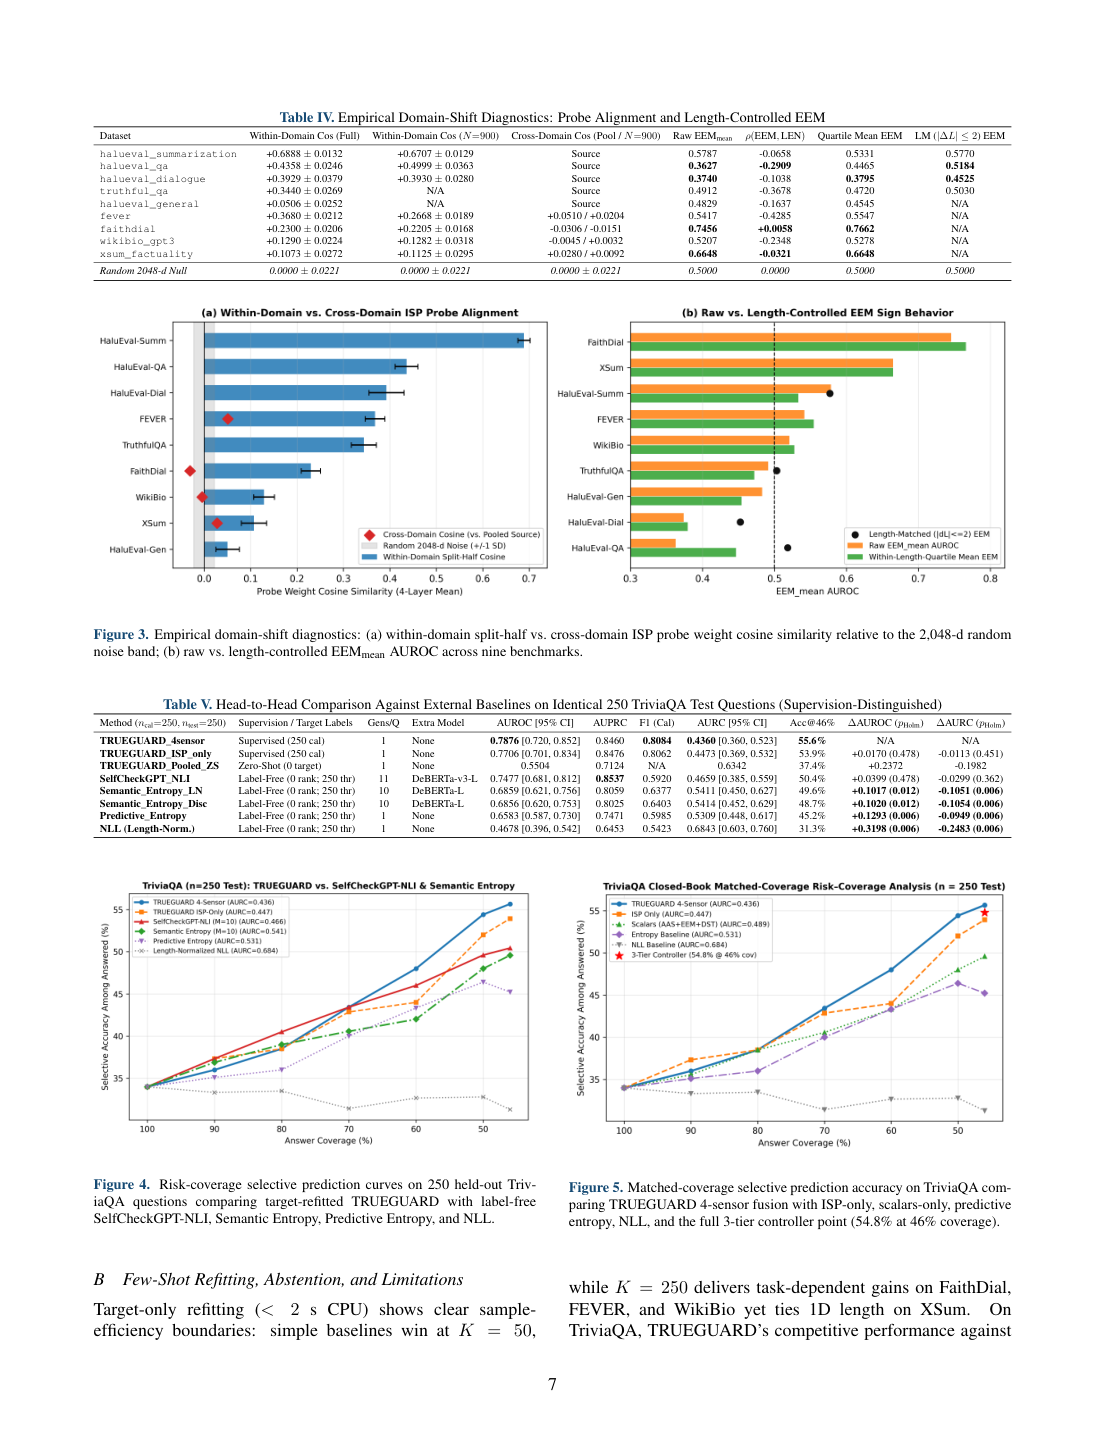 Table IV. Empirical Domain-Shift Diagnostics: Probe Alignment and Length-Controlled EEM
Dataset Within-Domain Cos (Full) Within-Domain Cos (N=900) Cross-Domain Cos (Pool / N=900) Raw EEMmean ρ(EEM, LEN) Quartile Mean EEM LM (|ΔL| ≤ 2) EEM
halueval_summarization +0.6888 ± 0.0132 +0.6707 ± 0.0129 Source 0.5787 -0.0658 0.5331 0.5770
halueval_qa +0.4358 ± 0.0246 +0.4999 ± 0.0363 Source 0.3627 -0.2909 0.4465 0.5184
halueval_dialogue +0.3929 ± 0.0379 +0.3930 ± 0.0280 Source 0.3740 -0.1038 0.3795 0.4525
truthful_qa +0.3440 ± 0.0269 N/A Source 0.4912 -0.3678 0.4720 0.5030
halueval_general +0.0506 ± 0.0252 N/A Source 0.4829 -0.1637 0.4545 N/A
fever +0.3680 ± 0.0212 +0.2668 ± 0.0189 +0.0510 / +0.0204 0.5417 -0.4285 0.5547 N/A
faithdial +0.2300 ± 0.0206 +0.2205 ± 0.0168 -0.0306 / -0.0151 0.7456 +0.0058 0.7662 N/A
wikibio_gpt3 +0.1290 ± 0.0224 +0.1282 ± 0.0318 -0.0045 / +0.0032 0.5207 -0.2348 0.5278 N/A
xsum_factuality +0.1073 ± 0.0272 +0.1125 ± 0.0295 +0.0280 / +0.0092 0.6648 -0.0321 0.6648 N/A
Random 2048-d Null 0.0000 ± 0.0221 0.0000 ± 0.0221 0.0000 ± 0.0221 0.5000 0.0000 0.5000 0.5000
(a) Within-Domain vs. Cross-Domain ISP Probe Alignment
HaluEval-Summ
HaluEval-QA
HaluEval-Dial
FEVER
TruthfulQA
FaithDial
WikiBio
XSum
HaluEval-Gen
Cross-Domain Cosine (vs. Pooled Source)
Random 2048-d Noise (+/-1 SD)
Within-Domain Split-Half Cosine
0.0 0.1 0.2 0.3 0.4 0.5 0.6 0.7
Probe Weight Cosine Similarity (4-Layer Mean)
(b) Raw vs. Length-Controlled EEM Sign Behavior
FaithDial
XSum
HaluEval-Summ
FEVER
WikiBio
TruthfulQA
HaluEval-Gen
HaluEval-Dial
HaluEval-QA
Length-Matched (|dL|<=2) EEM
Raw EEM_mean AUROC
Within-Length-Quartile Mean EEM
0.3 0.4 0.5 0.6 0.7 0.8
EEM_mean AUROC
Figure 3. Empirical domain-shift diagnostics: (a) within-domain split-half vs. cross-domain ISP probe weight cosine similarity relative to the 2,048-d random
noise band; (b) raw vs. length-controlled EEMmean AUROC across nine benchmarks.
Table V. Head-to-Head Comparison Against External Baselines on Identical 250 TriviaQA Test Questions (Supervision-Distinguished)
Method (ncal=250, ntest=250) Supervision / Target Labels Gens/Q Extra Model AUROC [95% CI] AUPRC F1 (Cal) AURC [95% CI] Acc@46% ΔAUROC (pHolm) ΔAURC (pHolm)
TRUEGUARD_4sensor Supervised (250 cal) 1 None 0.7876 [0.720, 0.852] 0.8460 0.8084 0.4360 [0.360, 0.523] 55.6% N/A N/A
TRUEGUARD_ISP_only Supervised (250 cal) 1 None 0.7706 [0.701, 0.834] 0.8476 0.8062 0.4473 [0.369, 0.532] 53.9% +0.0170 (0.478) -0.0113 (0.451)
TRUEGUARD_Pooled_ZS Zero-Shot (0 target) 1 None 0.5504 0.7124 N/A 0.6342 37.4% +0.2372 -0.1982
SelfCheckGPT_NLI Label-Free (0 rank; 250 thr) 11 DeBERTa-v3-L 0.7477 [0.681, 0.812] 0.8537 0.5920 0.4659 [0.385, 0.559] 50.4% +0.0399 (0.478) -0.0299 (0.362)
Semantic_Entropy_LN Label-Free (0 rank; 250 thr) 10 DeBERTa-L 0.6859 [0.621, 0.756] 0.8059 0.6377 0.5411 [0.450, 0.627] 49.6% +0.1017 (0.012) -0.1051 (0.006)
Semantic_Entropy_Disc Label-Free (0 rank; 250 thr) 10 DeBERTa-L 0.6856 [0.620, 0.753] 0.8025 0.6403 0.5414 [0.452, 0.629] 48.7% +0.1020 (0.012) -0.1054 (0.006)
Predictive_Entropy Label-Free (0 rank; 250 thr) 1 None 0.6583 [0.587, 0.730] 0.7471 0.5985 0.5309 [0.448, 0.617] 45.2% +0.1293 (0.006) -0.0949 (0.006)
NLL (Length-Norm.) Label-Free (0 rank; 250 thr) 1 None 0.4678 [0.396, 0.542] 0.6453 0.5423 0.6843 [0.603, 0.760] 31.3% +0.3198 (0.006) -0.2483 (0.006)
TriviaQA (n=250 Test): TRUEGUARD vs. SelfCheckGPT-NLI & Semantic Entropy
TRUEGUARD 4-Sensor (AURC=0.436)
TRUEGUARD ISP-Only (AURC=0.447)
SelfCheckGPT-NLI (M=10) (AURC=0.466)
Semantic Entropy (M=10) (AURC=0.541)
Predictive Entropy (AURC=0.531)
Length-Normalized NLL (AURC=0.684)
Selective Accuracy Among Answered (%)
55
50
45
40
35
100 90 80 70 60 50
Answer Coverage (%)
TriviaQA Closed-Book Matched-Coverage Risk–Coverage Analysis (n = 250 Test)
TRUEGUARD 4-Sensor (AURC=0.436)
ISP Only (AURC=0.447)
Scalars (AAS+EEM+DST) (AURC=0.489)
Entropy Baseline (AURC=0.531)
NLL Baseline (AURC=0.684)
3-Tier Controller (54.8% @ 46% cov)
Selective Accuracy Among Answered (%)
55
50
45
40
35
100 90 80 70 60 50
Answer Coverage (%)
Figure 4. Risk-coverage selective prediction curves on 250 held-out Triv-
iaQA questions comparing target-refitted TRUEGUARD with label-free
SelfCheckGPT-NLI, Semantic Entropy, Predictive Entropy, and NLL.
Figure 5. Matched-coverage selective prediction accuracy on TriviaQA com-
paring TRUEGUARD 4-sensor fusion with ISP-only, scalars-only, predictive
entropy, NLL, and the full 3-tier controller point (54.8% at 46% coverage).
B Few-Shot Refitting, Abstention, and Limitations
Target-only refitting (< 2 s CPU) shows clear sample-
efficiency boundaries: simple baselines win at K = 50,
while K = 250 delivers task-dependent gains on FaithDial,
FEVER, and WikiBio yet ties 1D length on XSum. On
TriviaQA, TRUEGUARD's competitive performance against
7